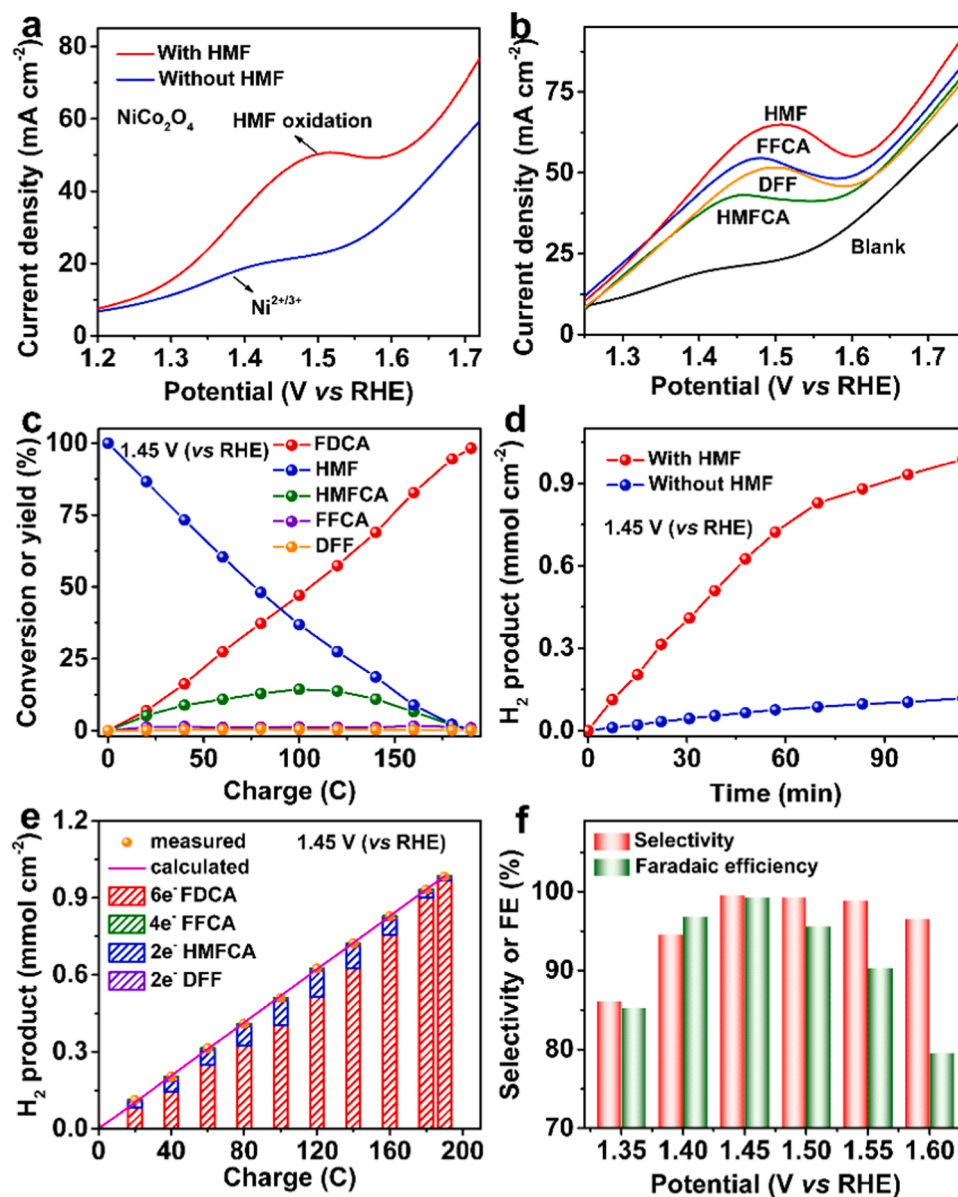 a
With HMF
Without HMF
NiCo₂O₄
HMF oxidation
Ni²⁺/³⁺
80
60
40
20
0
1.2 1.3 1.4 1.5 1.6 1.7
Current density (mA cm⁻²)
Potential (V vs RHE)
b
HMF
FFCA
DFF
HMFCA
Blank
75
50
25
0
1.3 1.4 1.5 1.6 1.7
Current density (mA cm⁻²)
Potential (V vs RHE)
c
1.45 V (vs RHE)
FDCA
HMF
HMFCA
FFCA
DFF
100
75
50
25
0
0 50 100 150
Conversion or yield (%)
Charge (C)
d
With HMF
Without HMF
1.45 V (vs RHE)
0.9
0.6
0.3
0.0
0 30 60 90
H₂ product (mmol cm⁻²)
Time (min)
e
measured
1.45 V (vs RHE)
calculated
6e⁻ FDCA
4e⁻ FFCA
2e⁻ HMFCA
2e⁻ DFF
1.2
0.9
0.6
0.3
0.0
0 40 80 120 160 200
H₂ product (mmol cm⁻²)
Charge (C)
f
Selectivity
Faradaic efficiency
100
90
80
70
1.35 1.40 1.45 1.50 1.55 1.60
Selectivity or FE (%)
Potential (V vs RHE)